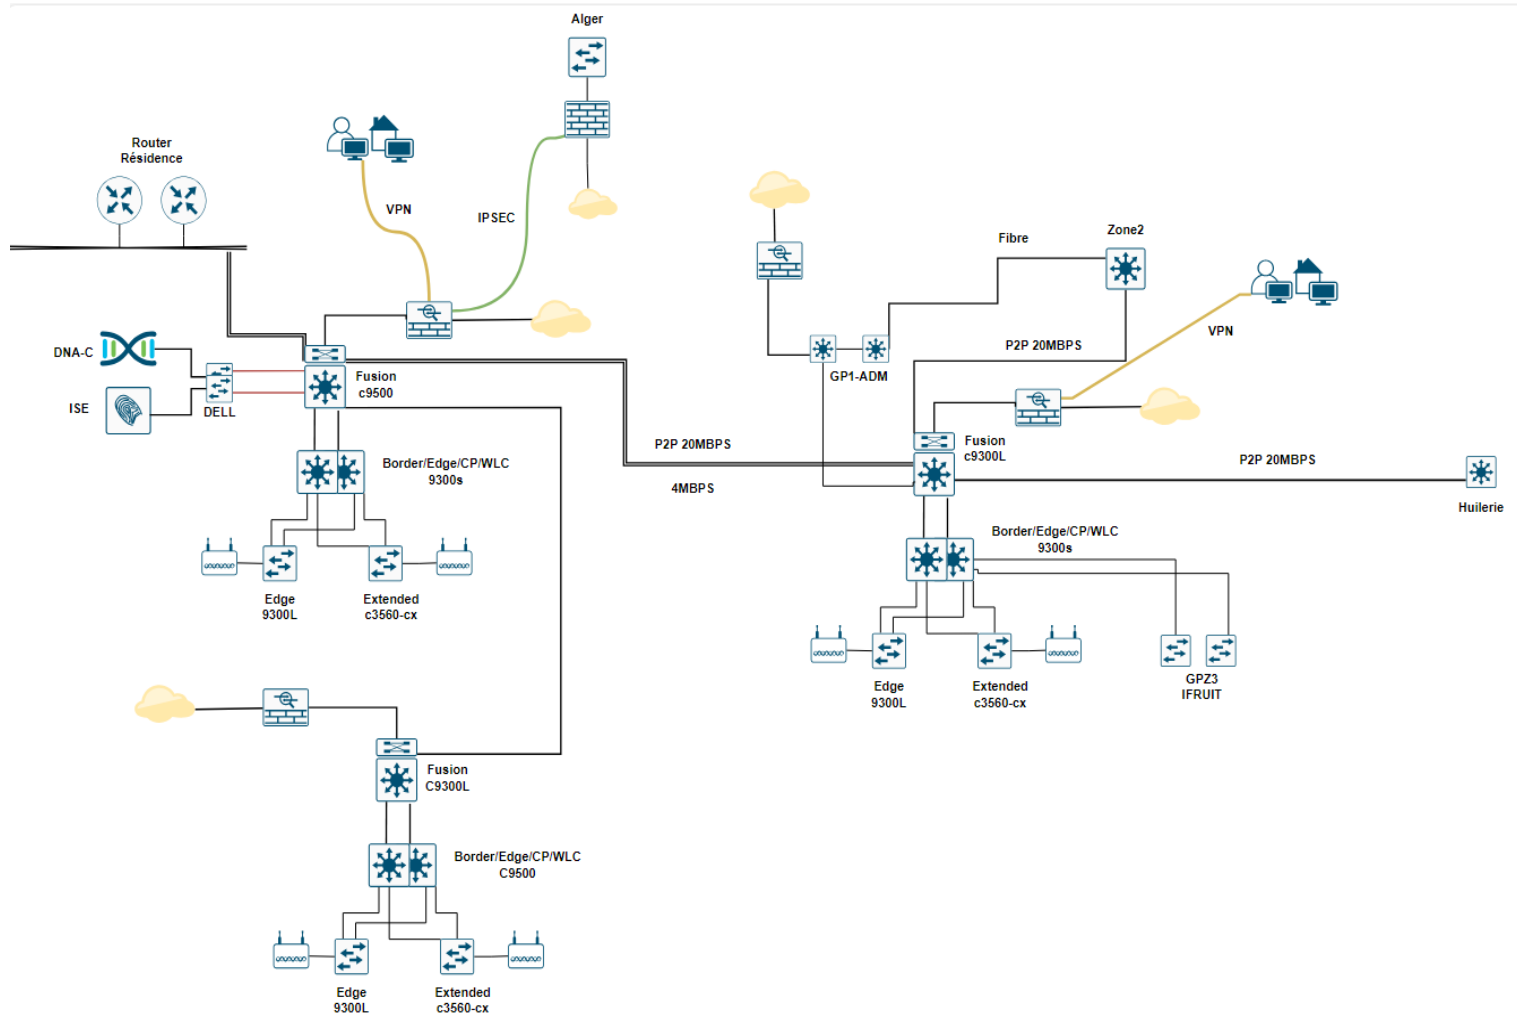 Alger
Router
Résidence
VPN
IPSEC
Zone2
Fibre
VPN
P2P 20MBPS
DNA-C
Fusion
c9500
GP1-ADM
ISE
DELL
P2P 20MBPS
Fusion
c9300L
P2P 20MBPS
Border/Edge/CP/WLC
9300s
4MBPS
Huilerie
Border/Edge/CP/WLC
9300s
Edge
9300L
Extended
c3560-cx
Edge
9300L
Extended
c3560-cx
GPZ3
IFRUIT
Fusion
C9300L
Border/Edge/CP/WLC
C9500
Edge
9300L
Extended
c3560-cx